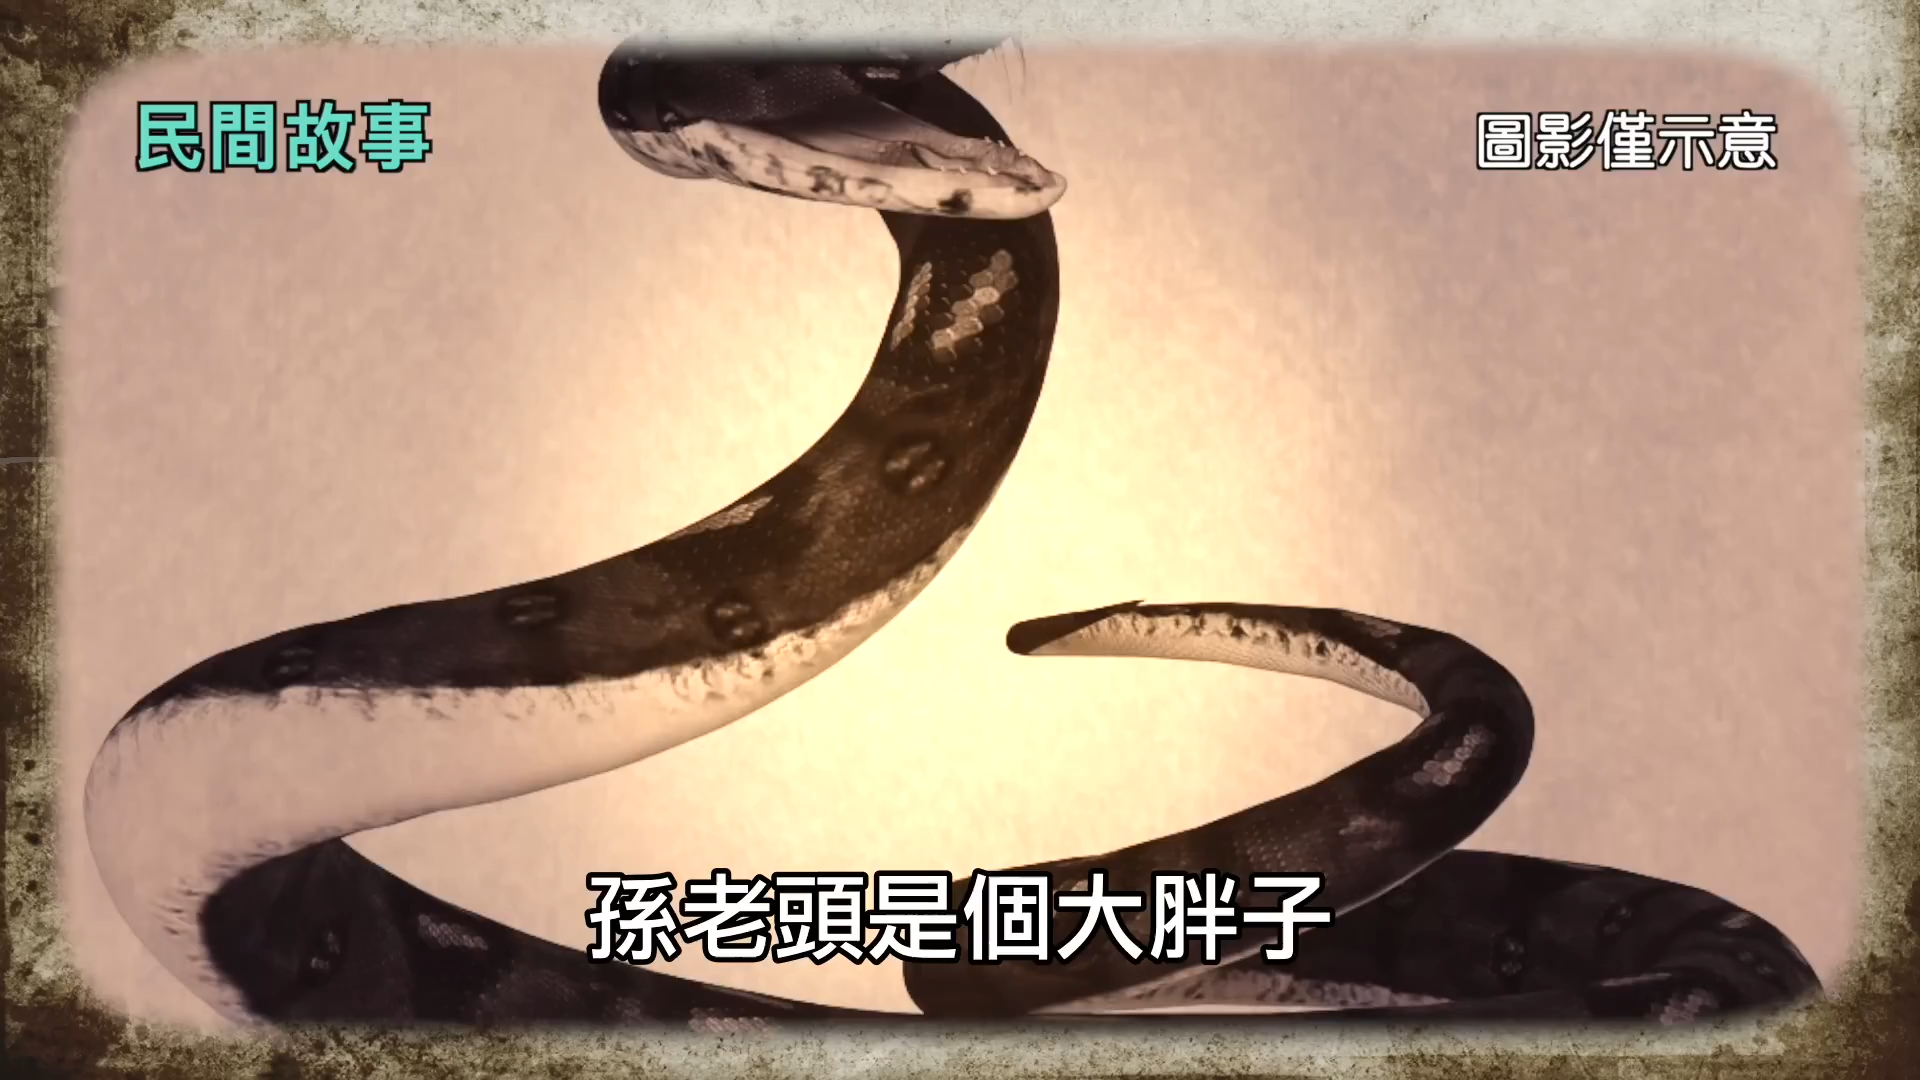 民間故事
圖影僅示意
孫老頭是個大胖子